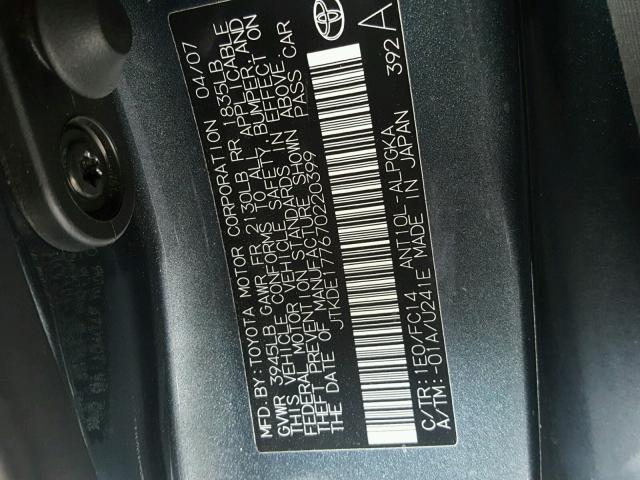 MFD.BY:TOYOTA MOTOR CORPORATION 04/07
GVWR 3945LB GAWR FR 2130LB RR 1835LB
THIS VEHICLE CONFORMS TO ALL APPLICABLE
FEDERAL MOTOR VEHICLE SAFETY, BUMPER, AND
THEFT PREVENTION STANDARDS IN EFFECT ON
THE DATE OF MANUFACTURE SHOWN ABOVE.
JTKDE177670220399 PASS CAR
C/TR: 1E0/FC14 ANT10L-ALPGKA 392
A/TM: -01A/U241E MADE IN JAPAN A